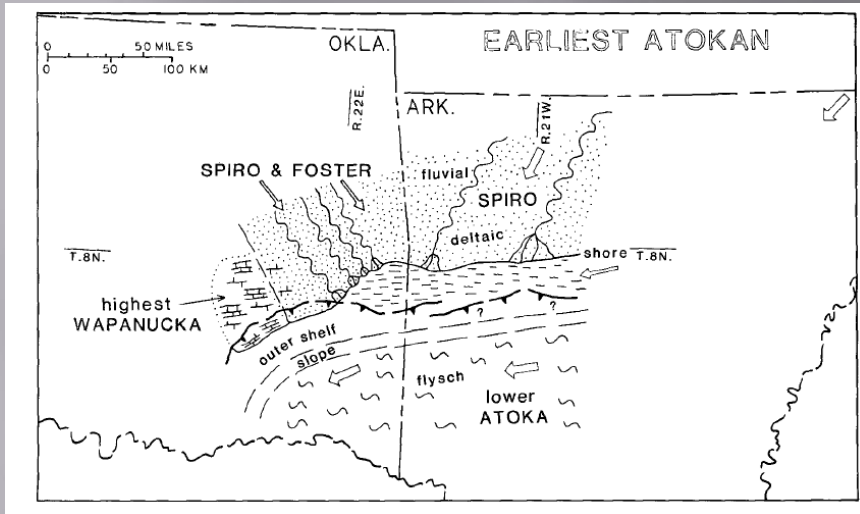 OKLA.
EARLIEST ATOKAN
0 50 MILES
0 50 100 KM
R.22E.
ARK.
R.21W.
SPIRO & FOSTER
fluvial
SPIRO
deltaic
T.8N.
shore T.8N.
highest
WAPANUCKA
outer shelf
? ?
slope
flysch
lower
ATOKA